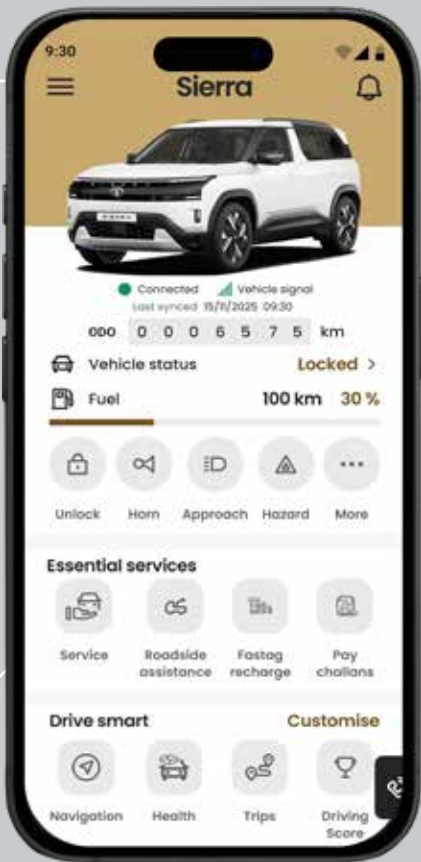 9:30
Sierra
Connected Vehicle signal
Last synced 15/11/2025 09:30
ODO 0 0 0 6 5 7 5 km
Vehicle status Locked >
Fuel 100 km 30 %
Unlock Horn Approach Hazard More
Essential services
Service Roadside assistance Fastag recharge Pay challans
Drive smart Customise
Navigation Health Trips Driving Score